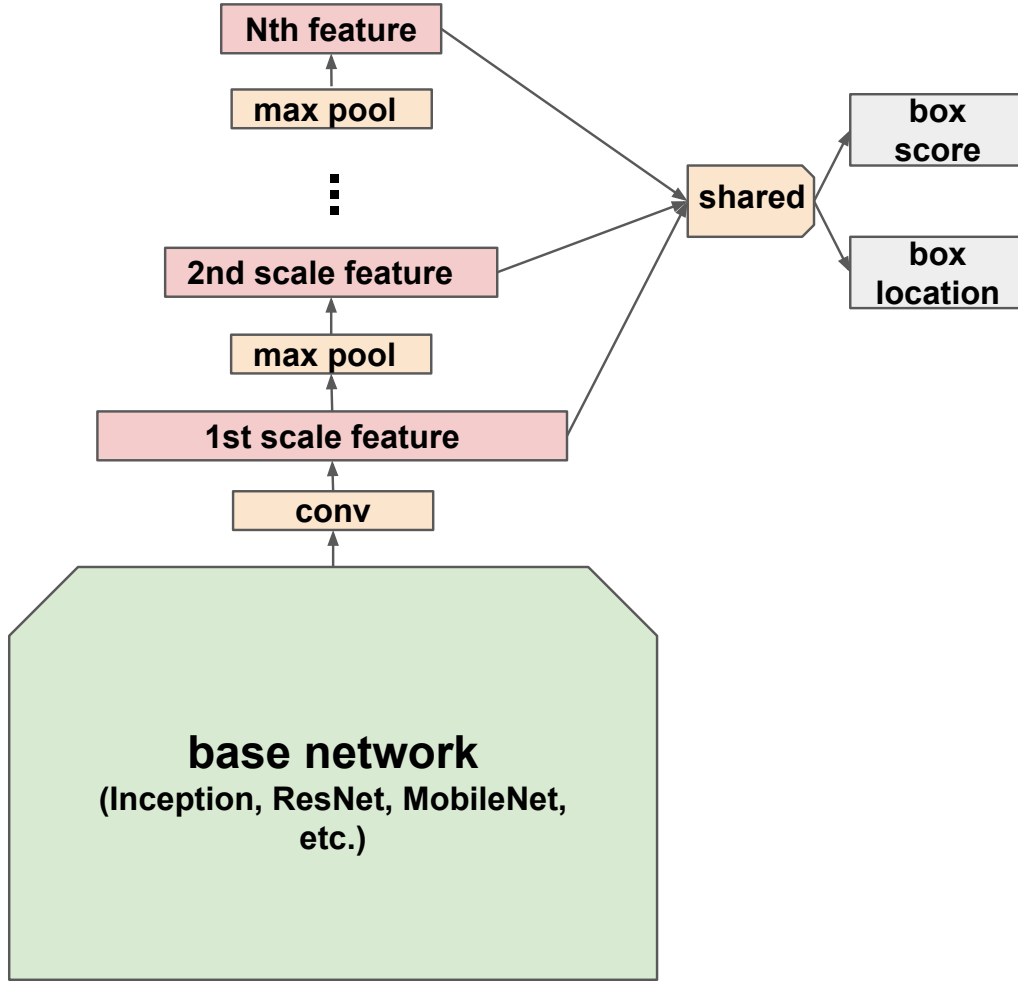 Nth feature
max pool
2nd scale feature
max pool
1st scale feature
conv
base network
(Inception, ResNet, MobileNet,
etc.)
shared
box
score
box
location